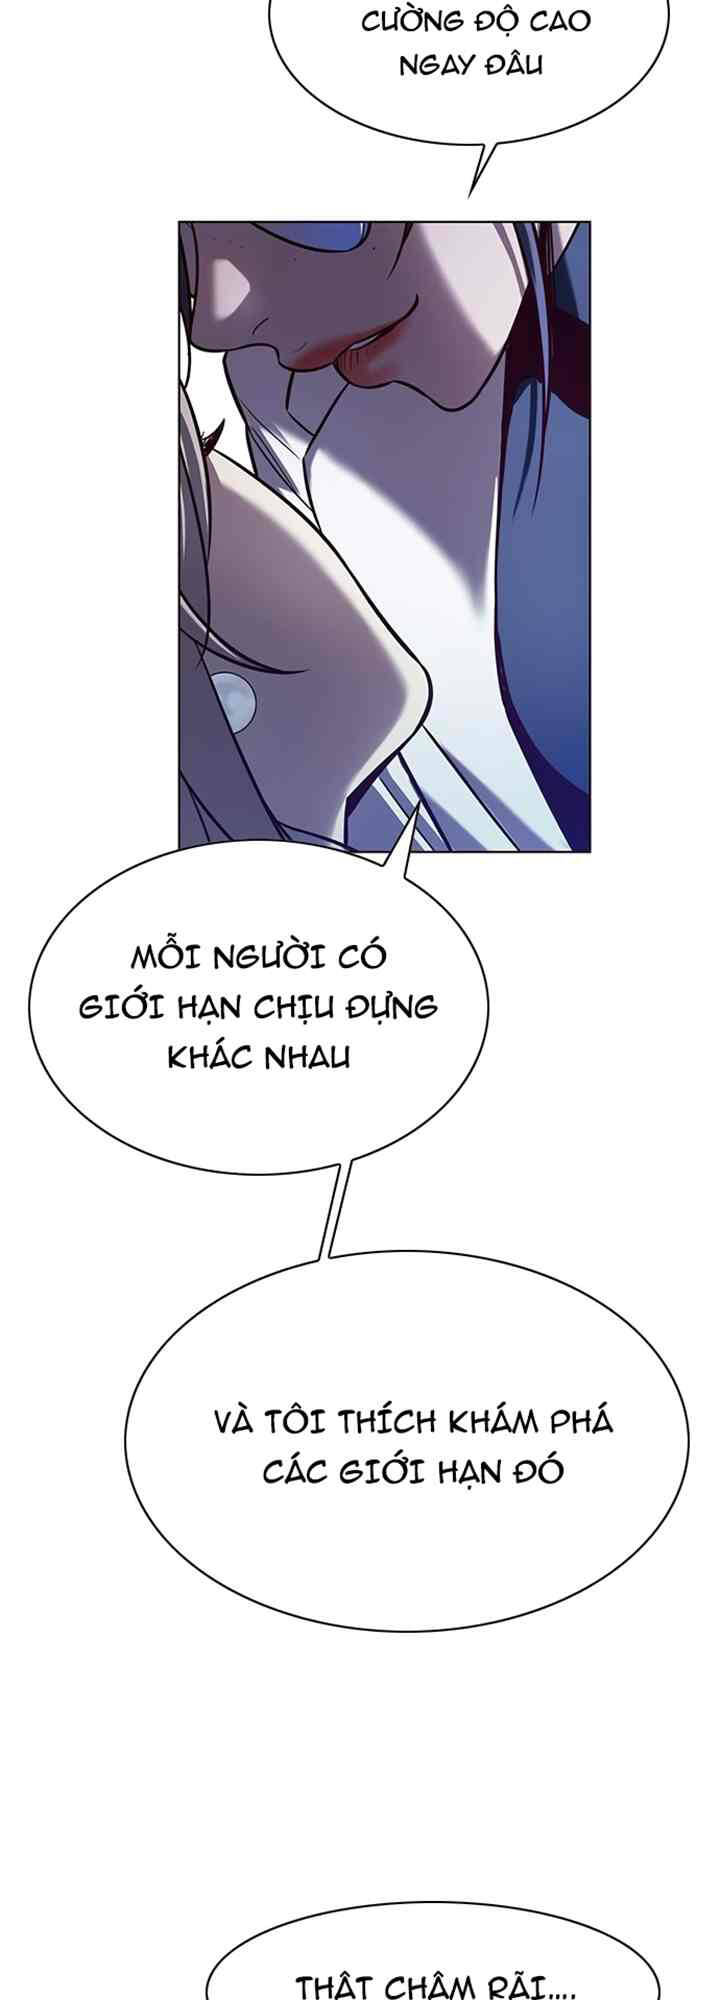 CƯỜNG ĐỘ CAO
NGAY ĐÂU
MỖI NGƯỜI CÓ
GIỚI HẠN CHỊU ĐỰNG
KHÁC NHAU
VÀ TÔI THÍCH KHÁM PHÁ
CÁC GIỚI HẠN ĐÓ
THẬT CHẬM RÃI....